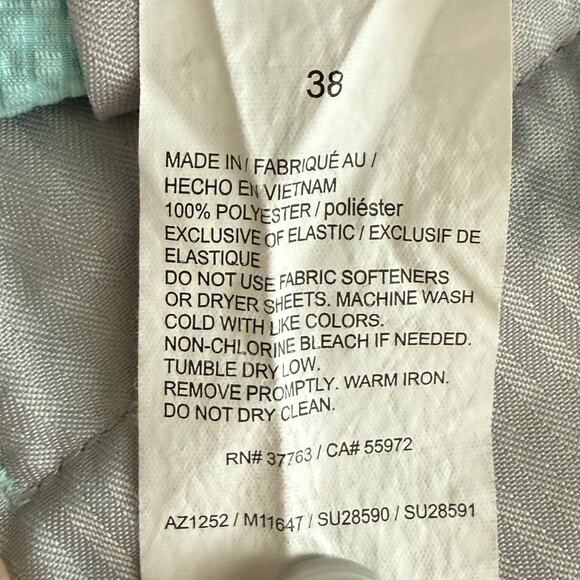 38
MADE IN / FABRIQUÉ AU /
HECHO EN VIETNAM
100% POLYESTER / poliéster
EXCLUSIVE OF ELASTIC / EXCLUSIF DE
ELASTIQUE
DO NOT USE FABRIC SOFTENERS
OR DRYER SHEETS. MACHINE WASH
COLD WITH LIKE COLORS.
NON-CHLORINE BLEACH IF NEEDED.
TUMBLE DRY LOW.
REMOVE PROMPTLY. WARM IRON.
DO NOT DRY CLEAN.
RN# 37763 / CA# 55972
AZ1252 / M11647 / SU28590 / SU28591